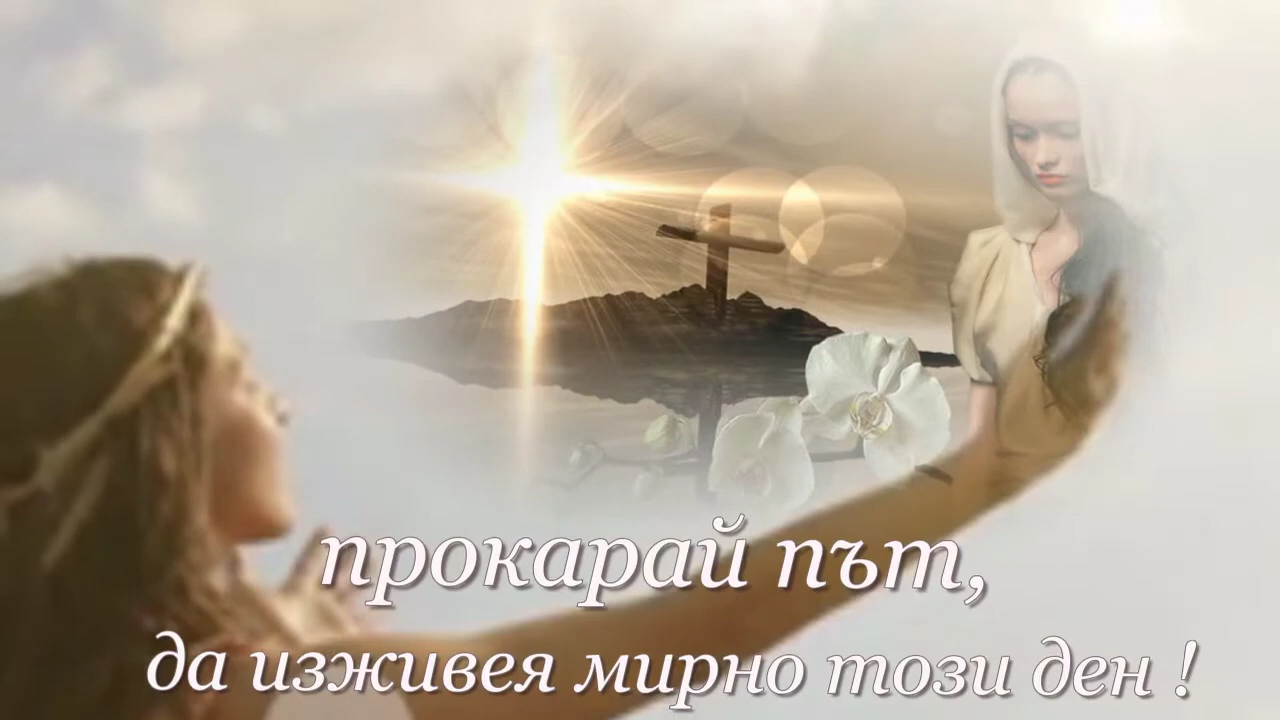 прокарай път,
да изживея мирно този ден !